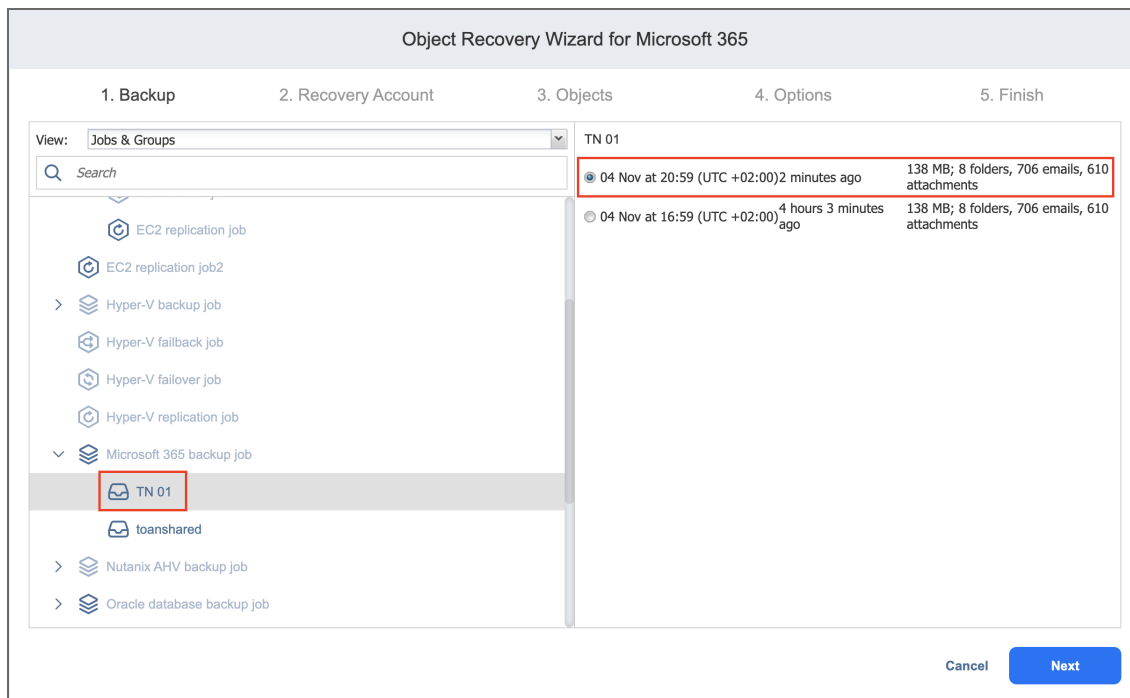 Object Recovery Wizard for Microsoft 365
1. Backup 2. Recovery Account 3. Objects 4. Options 5. Finish
View: Jobs & Groups
Search
EC2 replication job
EC2 replication job2
Hyper-V backup job
Hyper-V failback job
Hyper-V failover job
Hyper-V replication job
Microsoft 365 backup job
TN 01
toanshared
Nutanix AHV backup job
Oracle database backup job
TN 01
04 Nov at 20:59 (UTC +02:00) 2 minutes ago 138 MB; 8 folders, 706 emails, 610
attachments
04 Nov at 16:59 (UTC +02:00) 4 hours 3 minutes 138 MB; 8 folders, 706 emails, 610
ago attachments
Cancel Next